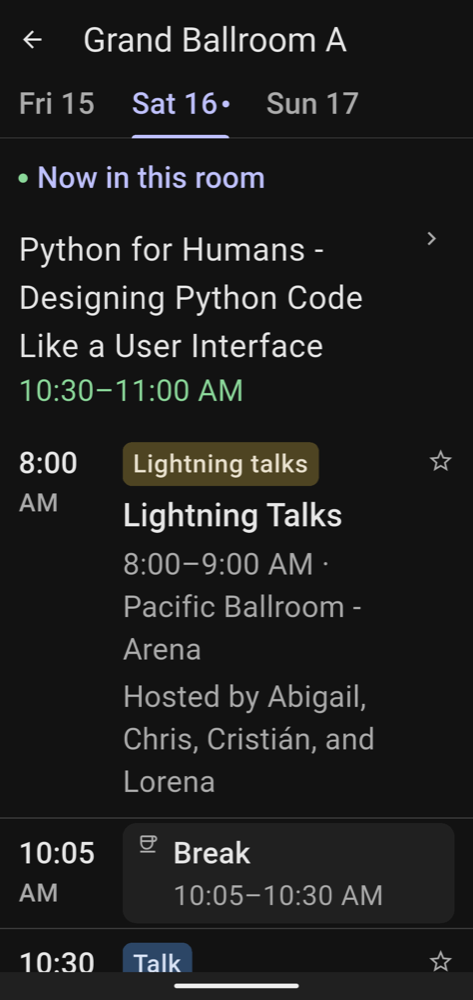 Grand Ballroom A
Fri 15
Sat 16•
Sun 17
Now in this room
Python for Humans -
Designing Python Code
Like a User Interface
10:30–11:00 AM
8:00
AM
Lightning talks
Lightning Talks
8:00–9:00 AM ·
Pacific Ballroom -
Arena
Hosted by Abigail,
Chris, Cristián, and
Lorena
10:05
AM
Break
10:05–10:30 AM
10:30
Talk